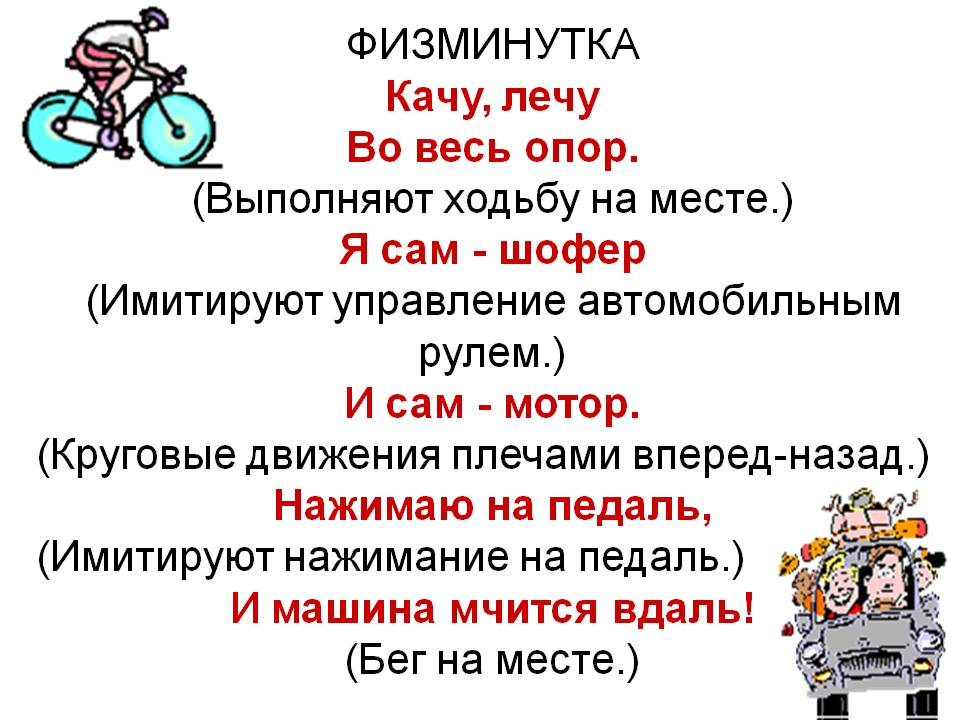 ФИЗМИНУТКА
Качу, лечу
Во весь опор.
(Выполняют ходьбу на месте.)
Я сам - шофер
(Имитируют управление автомобильным
рулем.)
И сам - мотор.
(Круговые движения плечами вперед-назад.)
Нажимаю на педаль,
(Имитируют нажимание на педаль.)
И машина мчится вдаль!
(Бег на месте.)